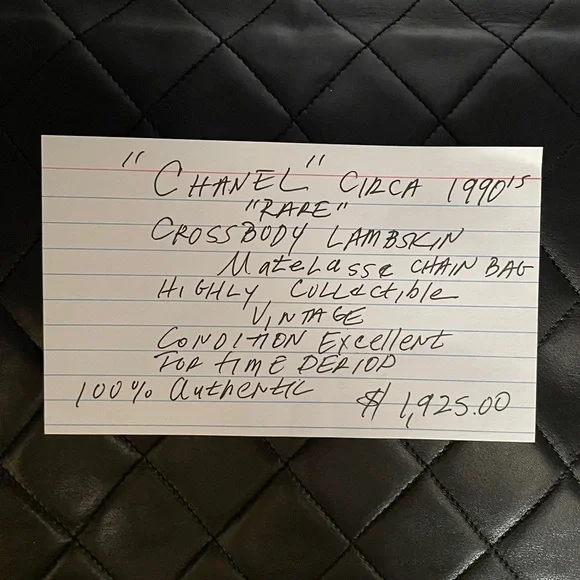 "CHANEL" CIRCA 1990's
"RARE"
CROSSBODY LAMBSKIN
Matelasse CHAIN BAG
HIGHLY Collectible
VINTAGE
CONDITION Excellent
FOR TIME PERIOD
100% Authentic $1,925.00